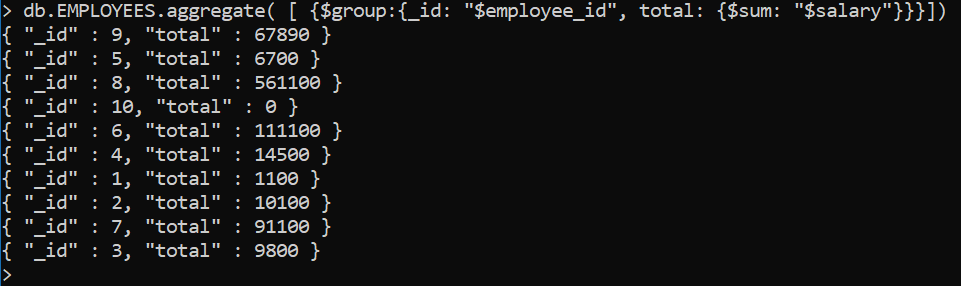 > db.EMPLOYEES.aggregate( [ {$group:{_id: "$employee_id", total: {$sum: "$salary"}}}])
{ "_id" : 9, "total" : 67890 }
{ "_id" : 5, "total" : 6700 }
{ "_id" : 8, "total" : 561100 }
{ "_id" : 10, "total" : 0 }
{ "_id" : 6, "total" : 111100 }
{ "_id" : 4, "total" : 14500 }
{ "_id" : 1, "total" : 1100 }
{ "_id" : 2, "total" : 10100 }
{ "_id" : 7, "total" : 91100 }
{ "_id" : 3, "total" : 9800 }
>